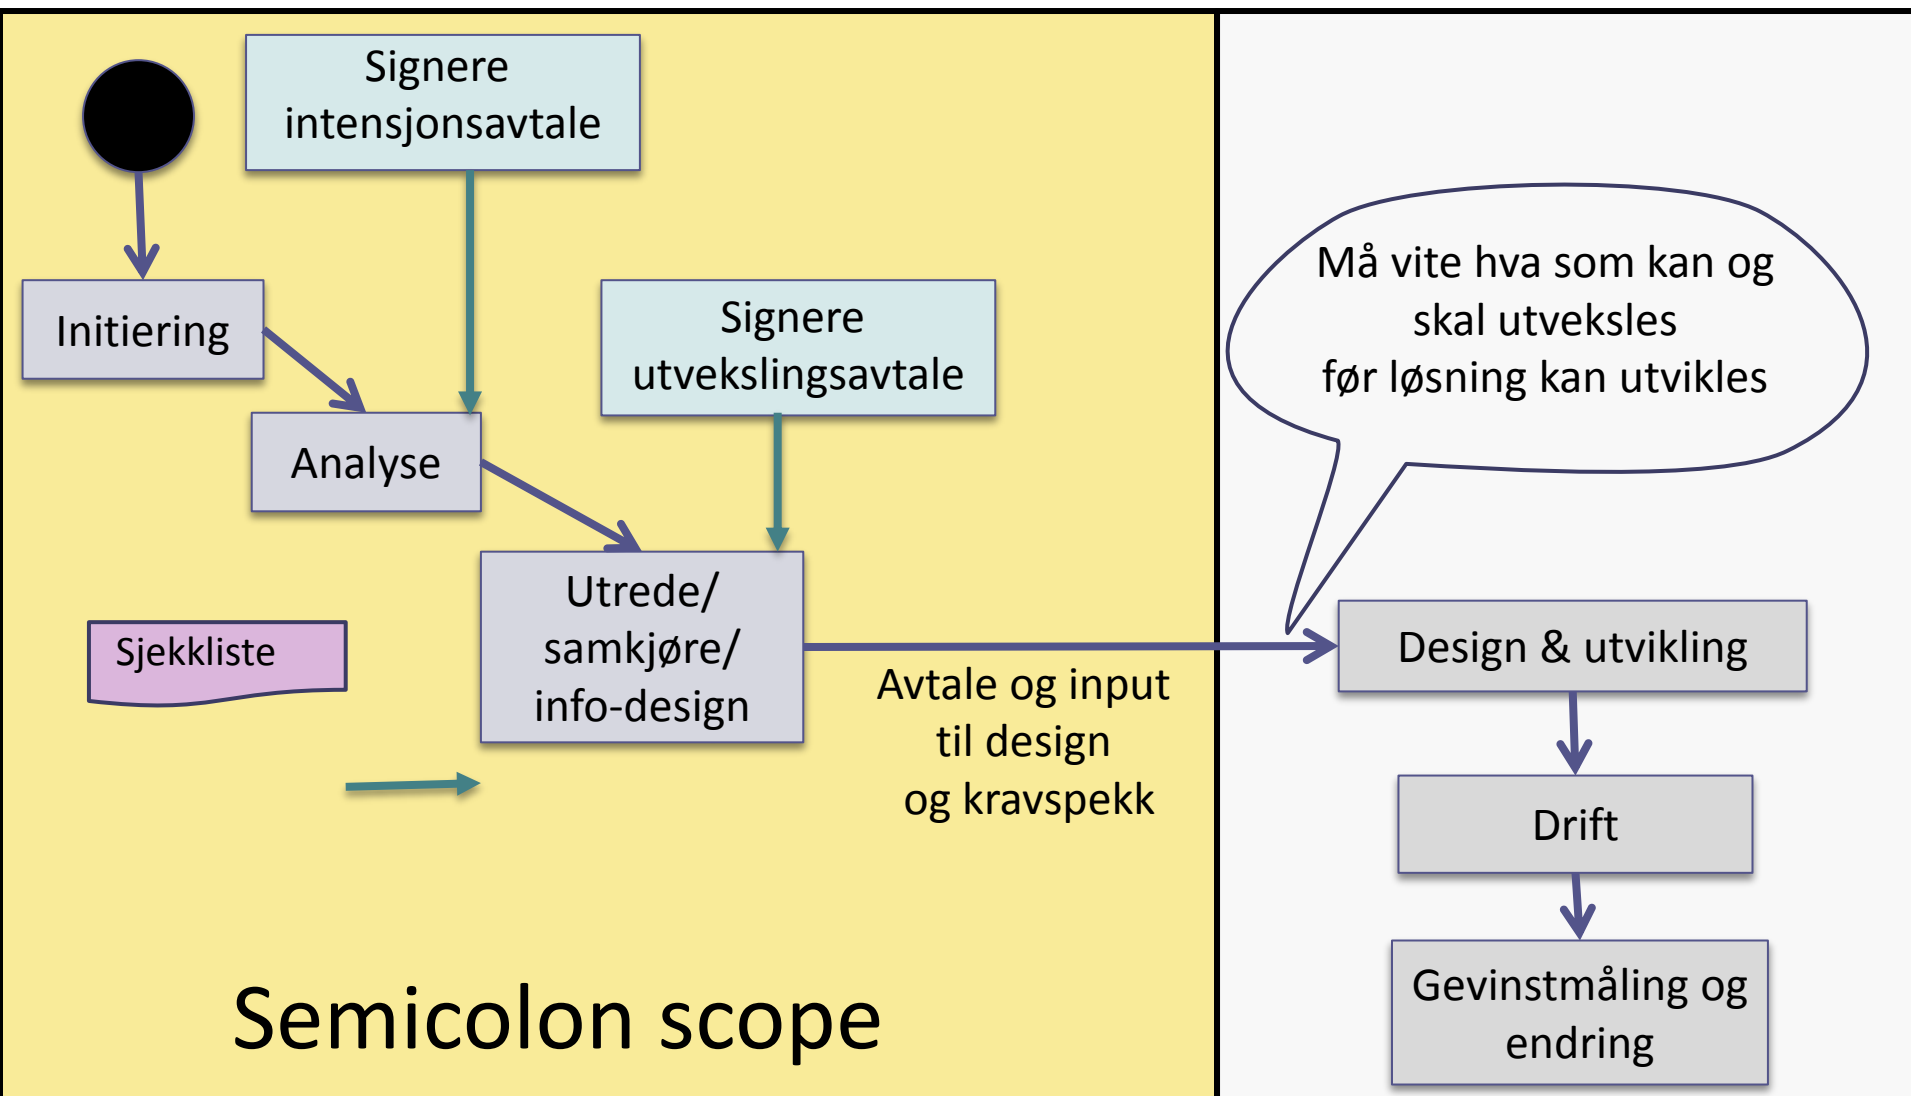 Signere
intensjonsavtale
Initiering
Signere
utvekslingsavtale
Analyse
Utrede/
samkjøre/
info-design
Sjekkliste
Avtale og input
til design
og kravspekk
Semicolon scope
Må vite hva som kan og
skal utveksles
før løsning kan utvikles
Design & utvikling
Drift
Gevinstmåling og
endring